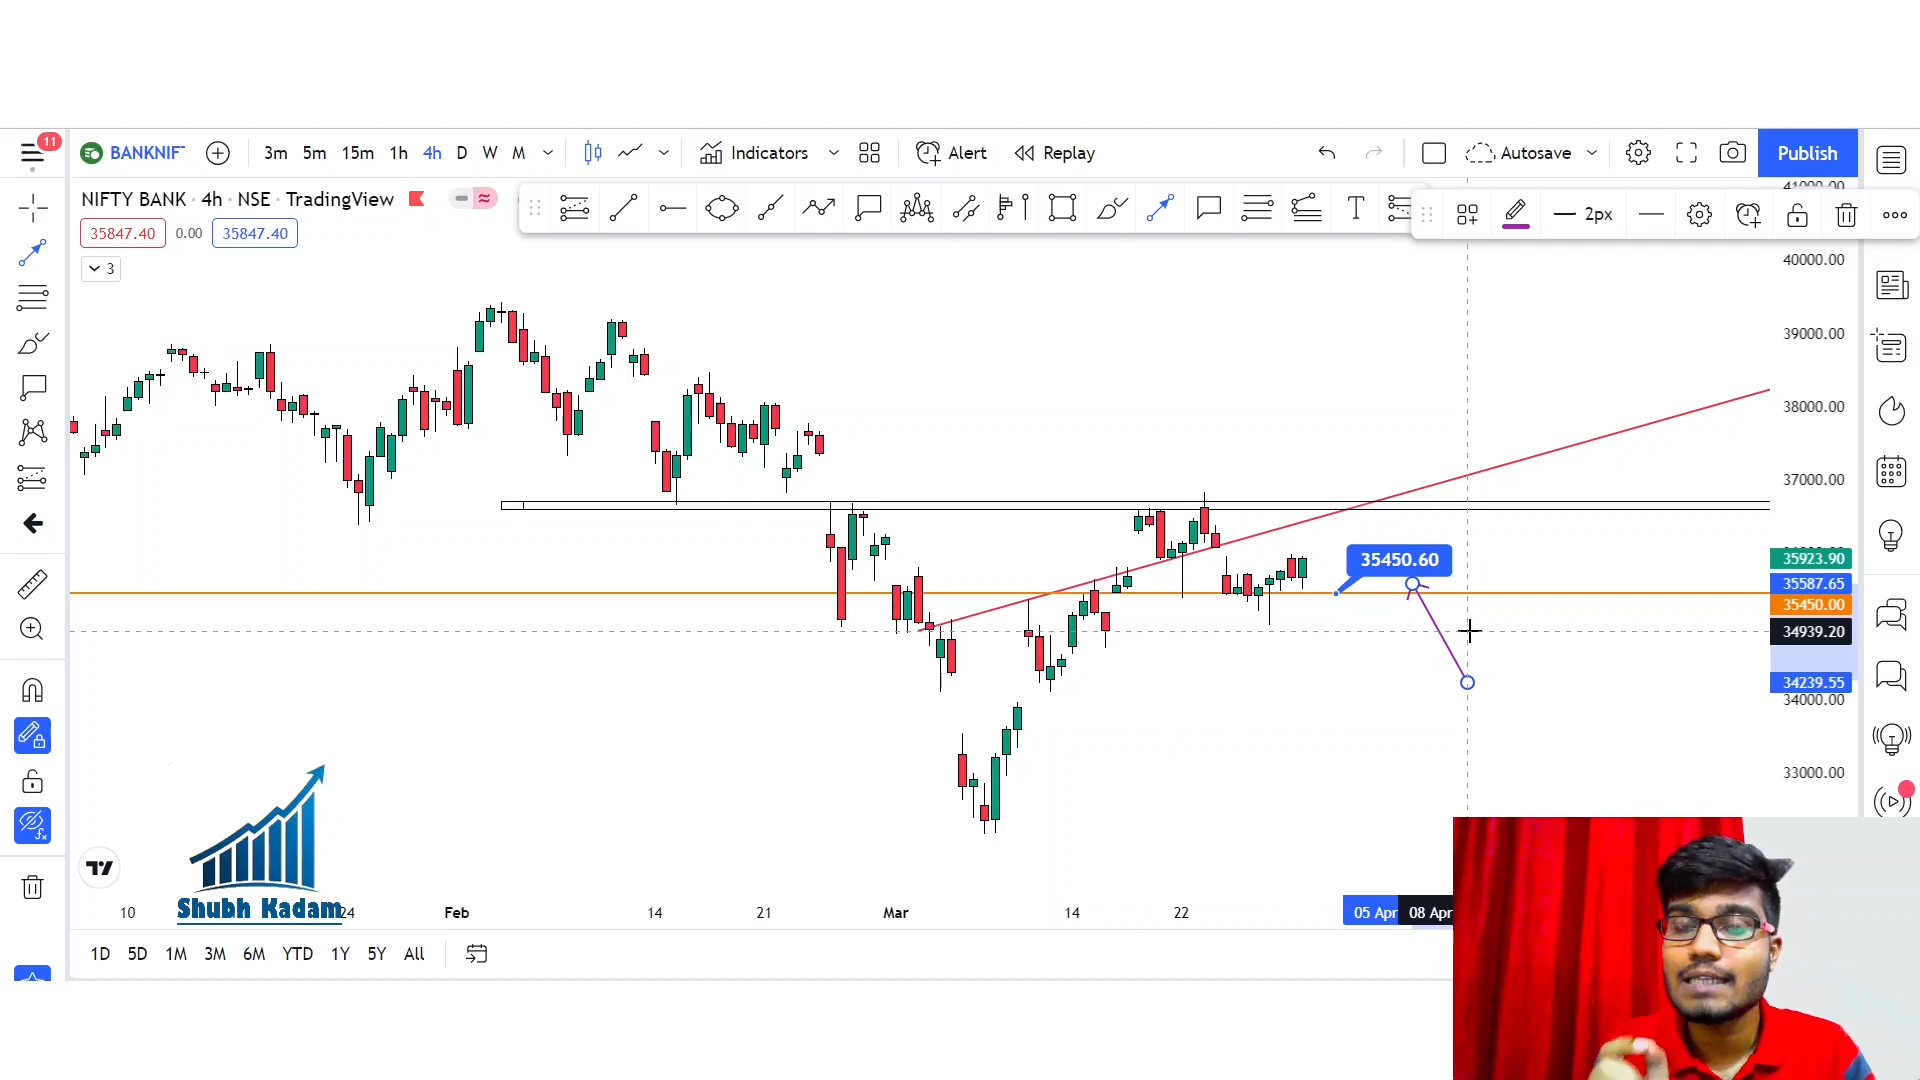 11
BANKNIF
3m 5m 15m 1h 4h D W M
Indicators
Alert
Replay
Autosave
Publish
NIFTY BANK · 4h · NSE · TradingView
2px
35847.40 0.00 35847.40
3
40000.00
39000.00
38000.00
37000.00
35923.90
35450.60
35587.65
35450.00
34939.20
34239.55
34000.00
33000.00
Shubh Kadam
10 24 Feb 14 21 Mar 14 22 05 Apr 08 Apr
1D 5D 1M 3M 6M YTD 1Y 5Y All